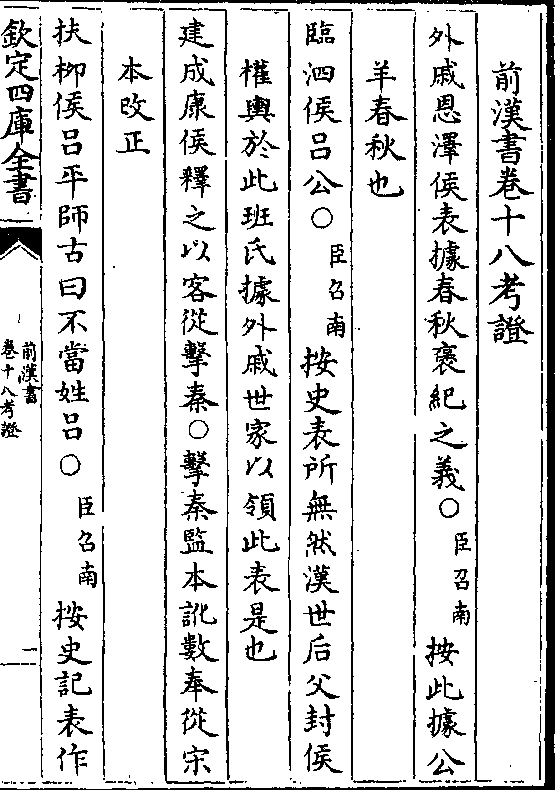 前漢書卷十八考證
外戚恩澤侯表據春秋褒紀之義○臣召南按此據公
羊春秋也
臨泗侯呂公○臣召南按史表所無然漢世后父封侯
權輿於此班氏據外戚世家以領此表是也
建成康侯釋之以客從擊秦○擊秦監本訛數奉從宋
本改正
扶柳侯呂平師古曰不當姓呂○臣召南按史記表作
欽定四庫全書
前漢書
卷十八考證
一